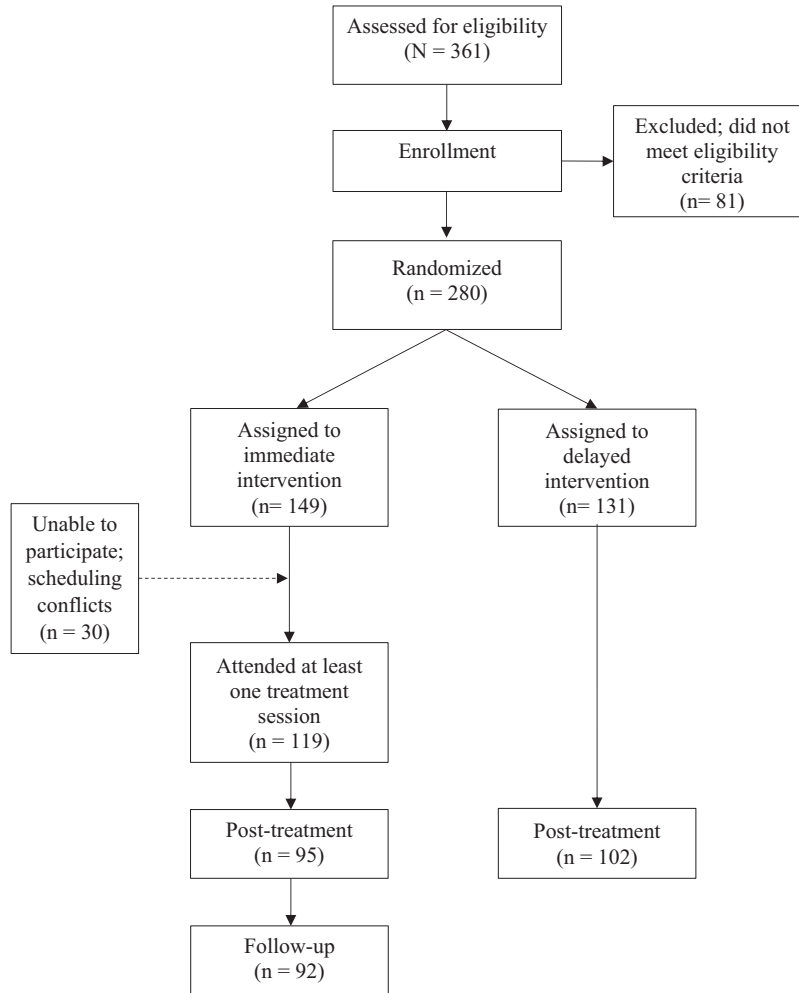 Assessed for eligibility
(N = 361)
Enrollment
Excluded; did not
meet eligibility
criteria
(n= 81)
Randomized
(n = 280)
Assigned to
immediate
intervention
(n= 149)
Assigned to
delayed
intervention
(n= 131)
Unable to
participate;
scheduling
conflicts
(n = 30)
Attended at least
one treatment
session
(n = 119)
Post-treatment
(n = 95)
Post-treatment
(n = 102)
Follow-up
(n = 92)